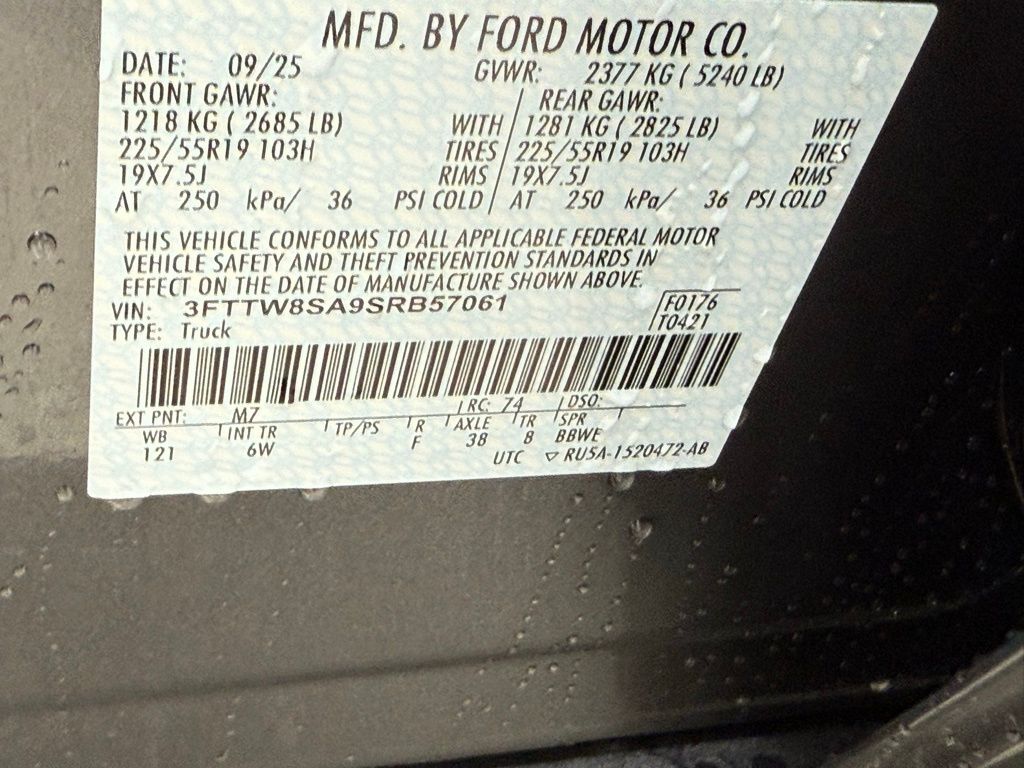 MFD. BY FORD MOTOR CO.
DATE: 09/25 GVWR: 2377 KG ( 5240 LB)
FRONT GAWR: REAR GAWR:
1218 KG ( 2685 LB) WITH 1281 KG ( 2825 LB) WITH
225/55R19 103H TIRES 225/55R19 103H TIRES
19X7.5J RIMS 19X7.5J RIMS
AT 250 kPa/ 36 PSI COLD AT 250 kPa/ 36 PSI COLD
THIS VEHICLE CONFORMS TO ALL APPLICABLE FEDERAL MOTOR
VEHICLE SAFETY AND THEFT PREVENTION STANDARDS IN
EFFECT ON THE DATE OF MANUFACTURE SHOWN ABOVE.
VIN: 3FTTW8SA9SRB57061 F0176
TYPE: Truck T0421
EXT PNT: M7 RC: 74 DSO:
WB INT TR TP/PS R AXLE TR SPR
121 6W F 38 8 BBWE
UTC ▽ RU5A-1520472-AB